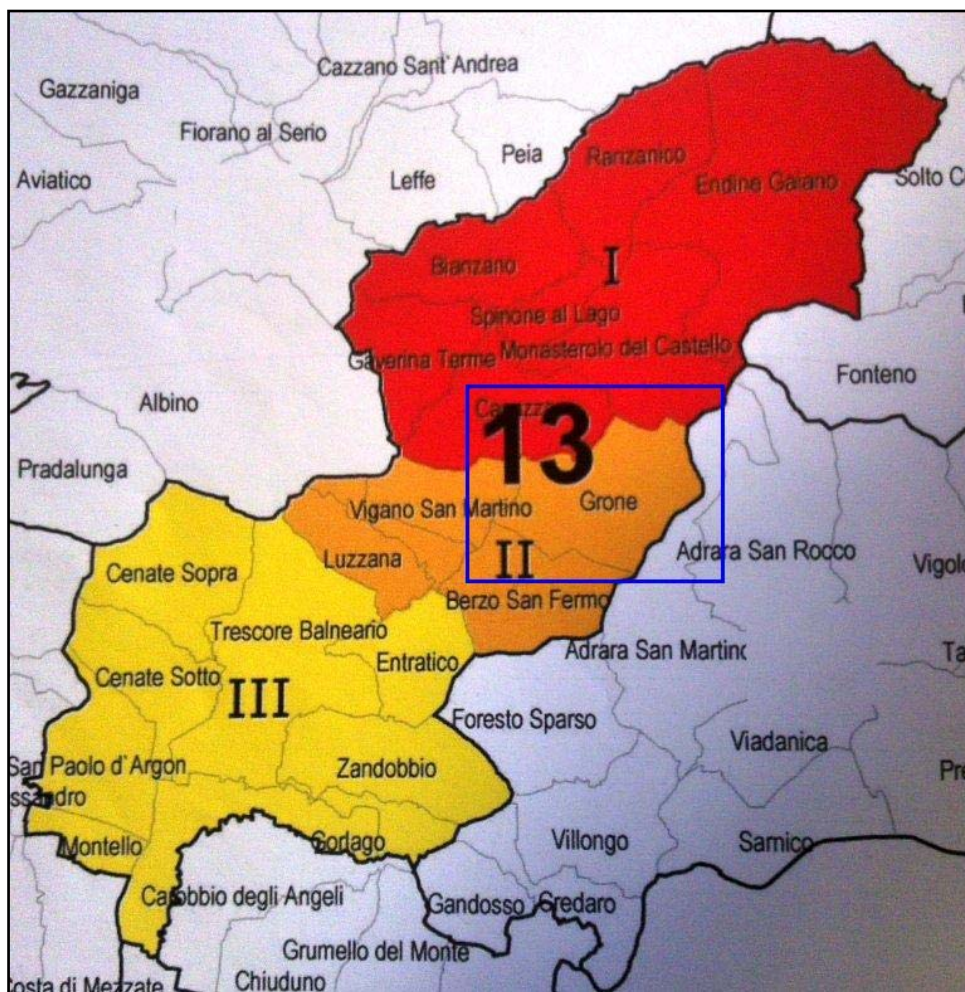 Cazzano Sant`Andrea
Gazzaniga
Fiorano al Serio
Peia
Ranzanico
Aviatico
Leffe
Endine Gaiano
Solto
Bianzano
I
Spinone al Lago
Gaverina Terme
Monasterolo del Castello
Fonteno
Albino
13
Pradalunga
Vigano San Martino
Grone
Luzzana
II
Adrara San Rocco
Cenate Sopra
Berzo San Fermo
Trescore Balneario
Entratico
Adrara San Martino
Cenate Sotto
III
Foresto Sparso
Viadanica
San Paolo d`Argon
Zandobbio
Montello
Gorlago
Villongo
Sarnico
Carobbio degli Angeli
Gandosso
Credaro
Grumello del Monte
Chiuduno
Costa di Mezzate